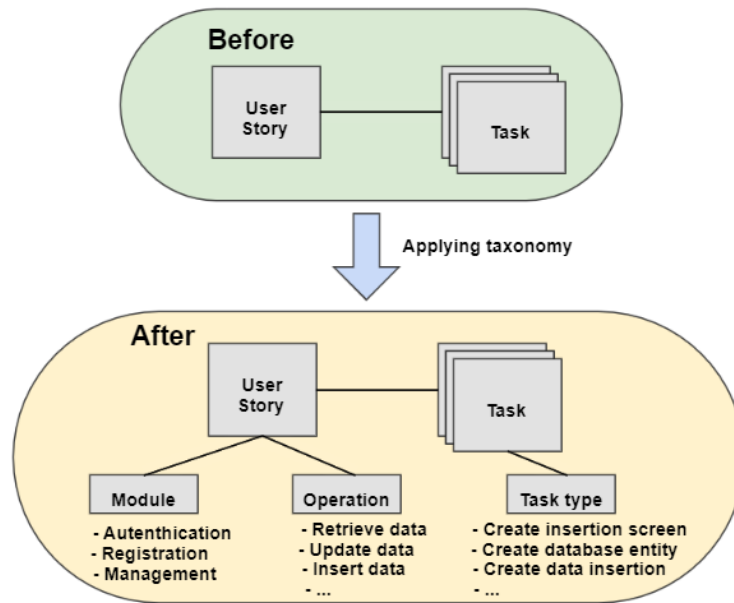 Before
User
Story
Task
Applying taxonomy
After
User
Story
Task
Module
Operation
Task type
- Autenthication
- Registration
- Management
- Retrieve data
- Update data
- Insert data
- ...
- Create insertion screen
- Create database entity
- Create data insertion
- ...